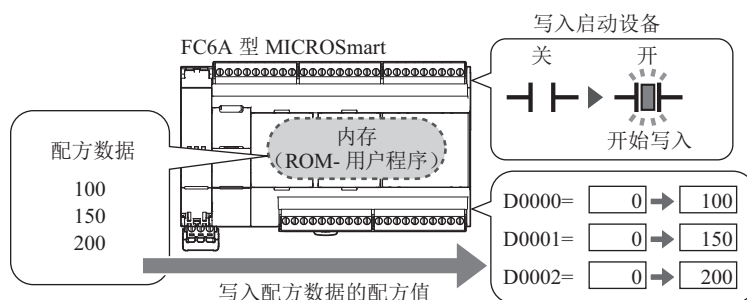 写入启动设备
FC6A 型 MICROSmart
关 开
开始写入
内存
（ROM- 用户程序）
配方数据
100
150
200
D0000= 0 100
D0001= 0 150
D0002= 0 200
写入配方数据的配方值